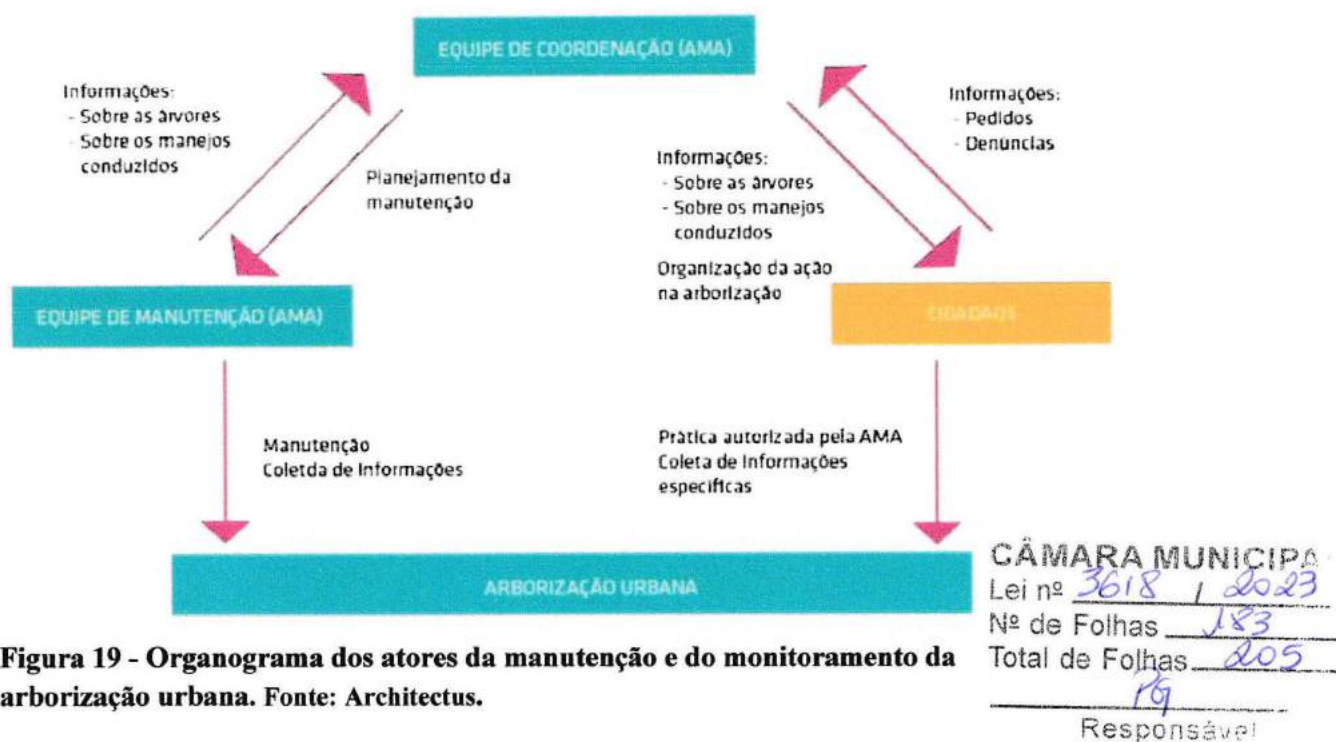 EQUIPE DE COORDENAÇÃO (AMA)
Informações:
- Sobre as árvores
- Sobre os manejos
conduzidos
Planejamento da
manutenção
Informações:
- Sobre as árvores
- Sobre os manejos
conduzidos
Organização da ação
na arborização
Informações:
- Pedidos
- Denúncias
EQUIPE DE MANUTENÇÃO (AMA)
CIDADÃOS
Manutenção
Coletda de Informações
Prática autorizada pela AMA
Coleta de Informações
específicas
ARBORIZAÇÃO URBANA
Figura 19 - Organograma dos atores da manutenção e do monitoramento da
arborização urbana. Fonte: Architectus.
CÂMARA MUNICIPA
Lei nº 3618 / 2023
Nº de Folhas 183
Total de Folhas 205
PG
Responsável